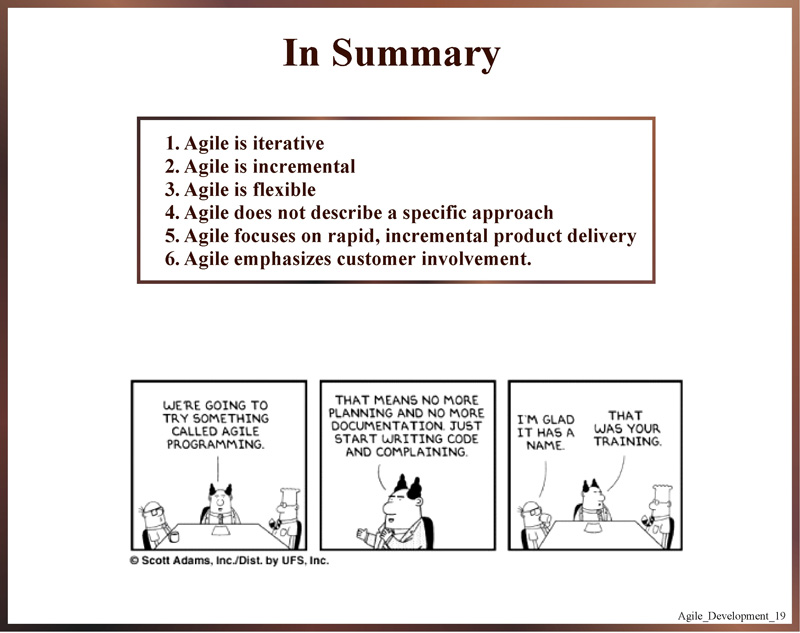 In Summary
1. Agile is iterative
2. Agile is incremental
3. Agile is flexible
4. Agile does not describe a specific approach
5. Agile focuses on rapid, incremental product delivery
6. Agile emphasizes customer involvement.
WE'RE GOING TO
TRY SOMETHING
CALLED AGILE
PROGRAMMING.
THAT MEANS NO MORE
PLANNING AND NO MORE
DOCUMENTATION. JUST
START WRITING CODE
AND COMPLAINING.
I'M GLAD
IT HAS A
NAME.
THAT
WAS YOUR
TRAINING.
© Scott Adams, Inc./Dist. by UFS, Inc.
Agile_Development_19